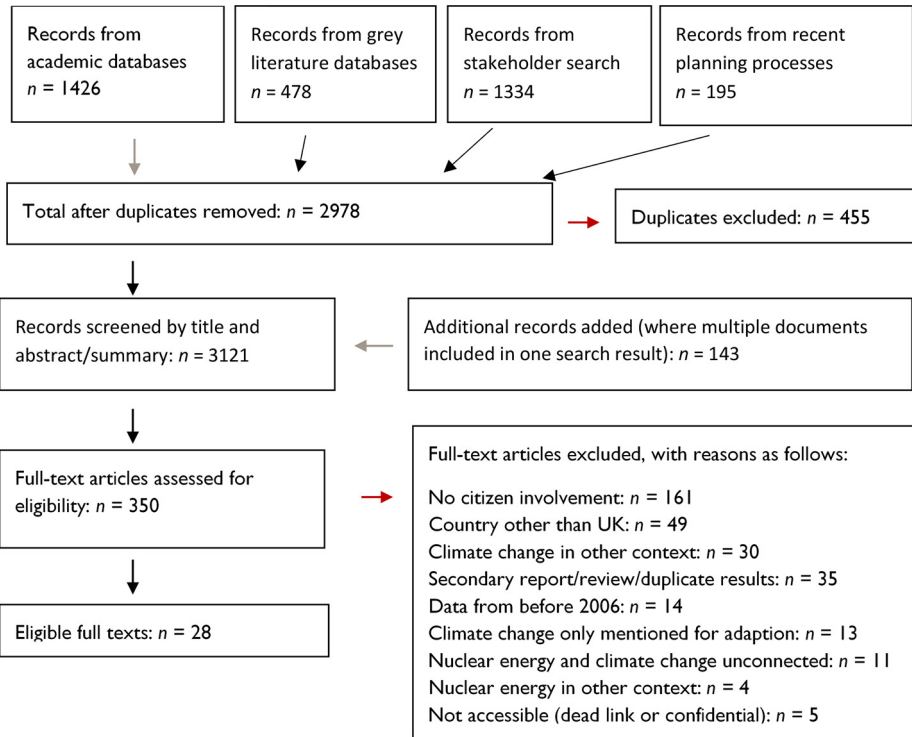 Records from
academic databases
n = 1426
Records from grey
literature databases
n = 478
Records from
stakeholder search
n = 1334
Records from recent
planning processes
n = 195
Total after duplicates removed: n = 2978
Duplicates excluded: n = 455
Records screened by title and
abstract/summary: n = 3121
Additional records added (where multiple documents
included in one search result): n = 143
Full-text articles assessed for
eligibility: n = 350
Full-text articles excluded, with reasons as follows:
No citizen involvement: n = 161
Country other than UK: n = 49
Climate change in other context: n = 30
Secondary report/review/duplicate results: n = 35
Data from before 2006: n = 14
Climate change only mentioned for adaption: n = 13
Nuclear energy and climate change unconnected: n = 11
Nuclear energy in other context: n = 4
Not accessible (dead link or confidential): n = 5
Eligible full texts: n = 28